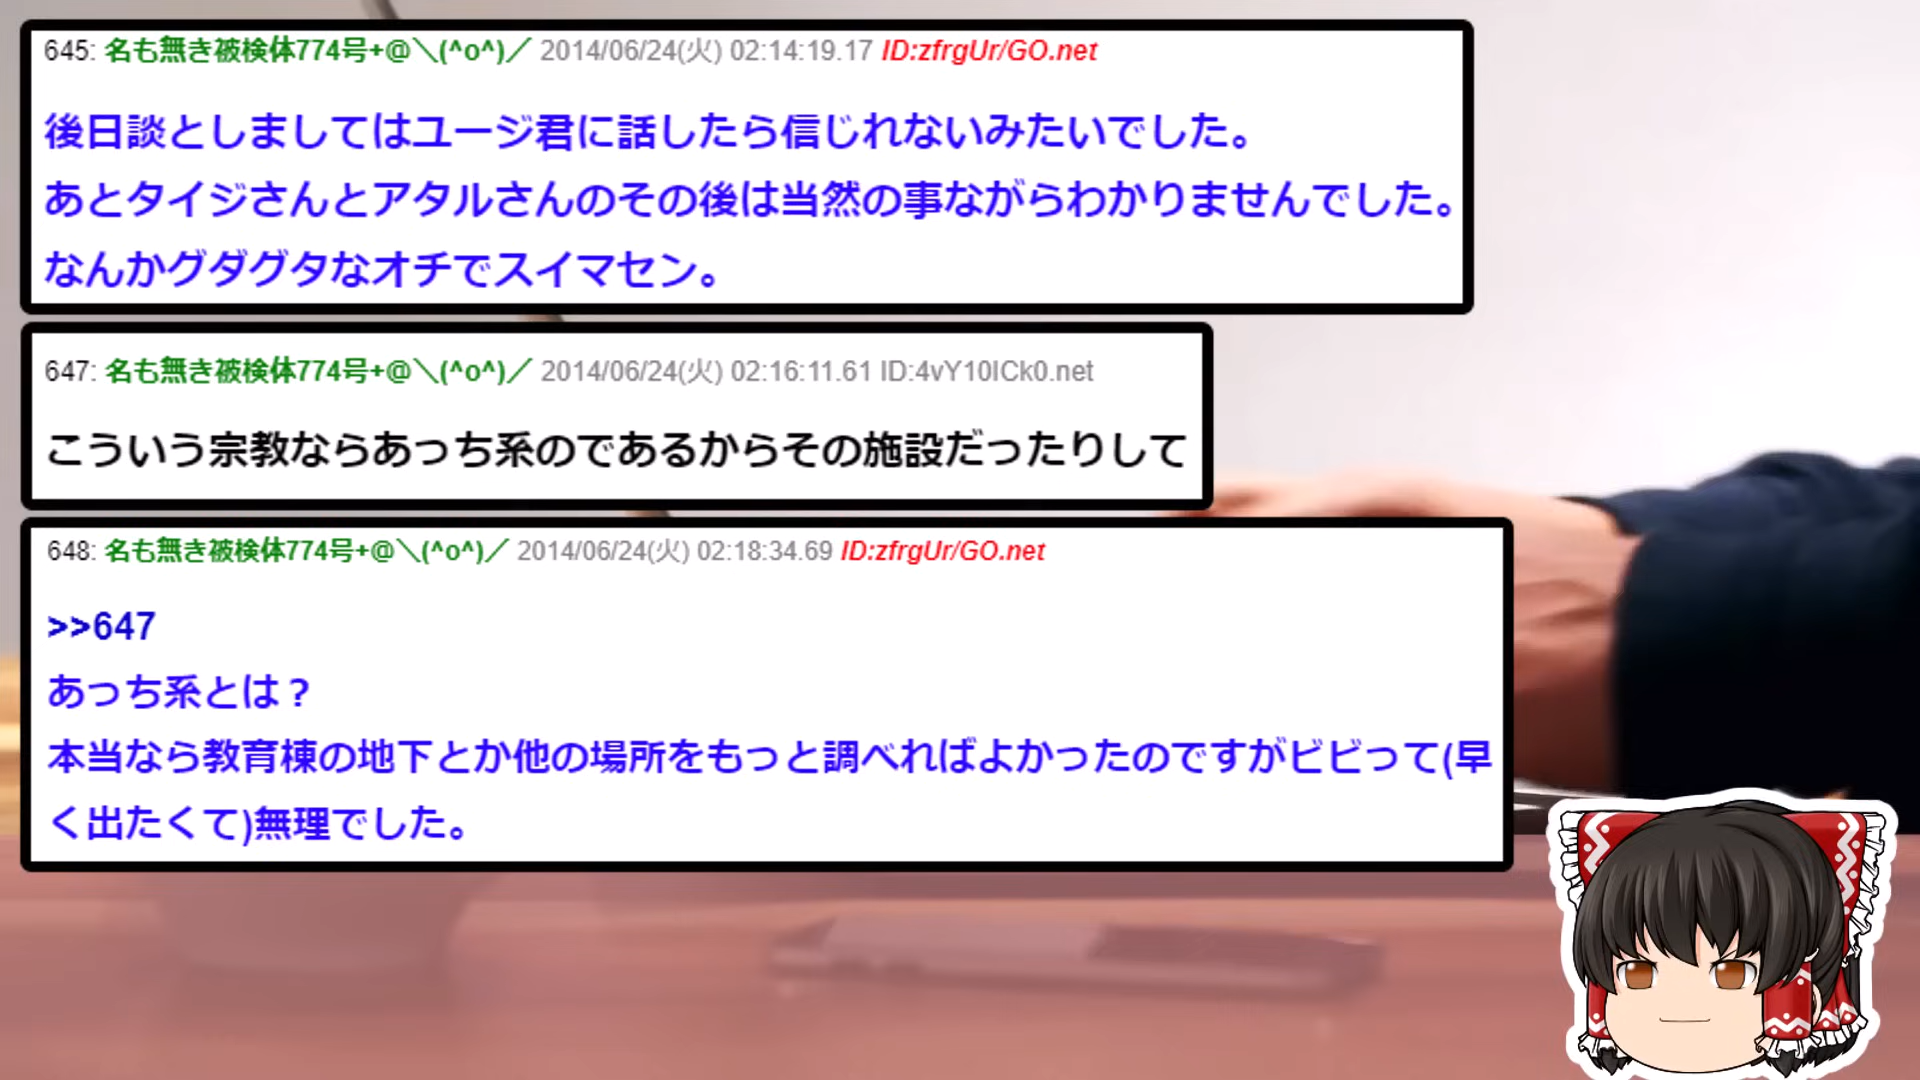 645: 名も無き被検体774号+@＼(^o^)／ 2014/06/24(火) 02:14:19.17 ID:zfrgUr/GO.net
後日談としましてはユージ君に話したら信じれないみたいでした。
あとタイジさんとアタルさんのその後は当然の事ながらわかりませんでした。
なんかグダグタなオチでスイマセン。
647: 名も無き被検体774号+@＼(^o^)／ 2014/06/24(火) 02:16:11.61 ID:4vY10ICk0.net
こういう宗教ならあっち系のであるからその施設だったりして
648: 名も無き被検体774号+@＼(^o^)／ 2014/06/24(火) 02:18:34.69 ID:zfrgUr/GO.net
>>647
あっち系とは？
本当なら教育棟の地下とか他の場所をもっと調べればよかったのですがビビって(早
く出たくて)無理でした。